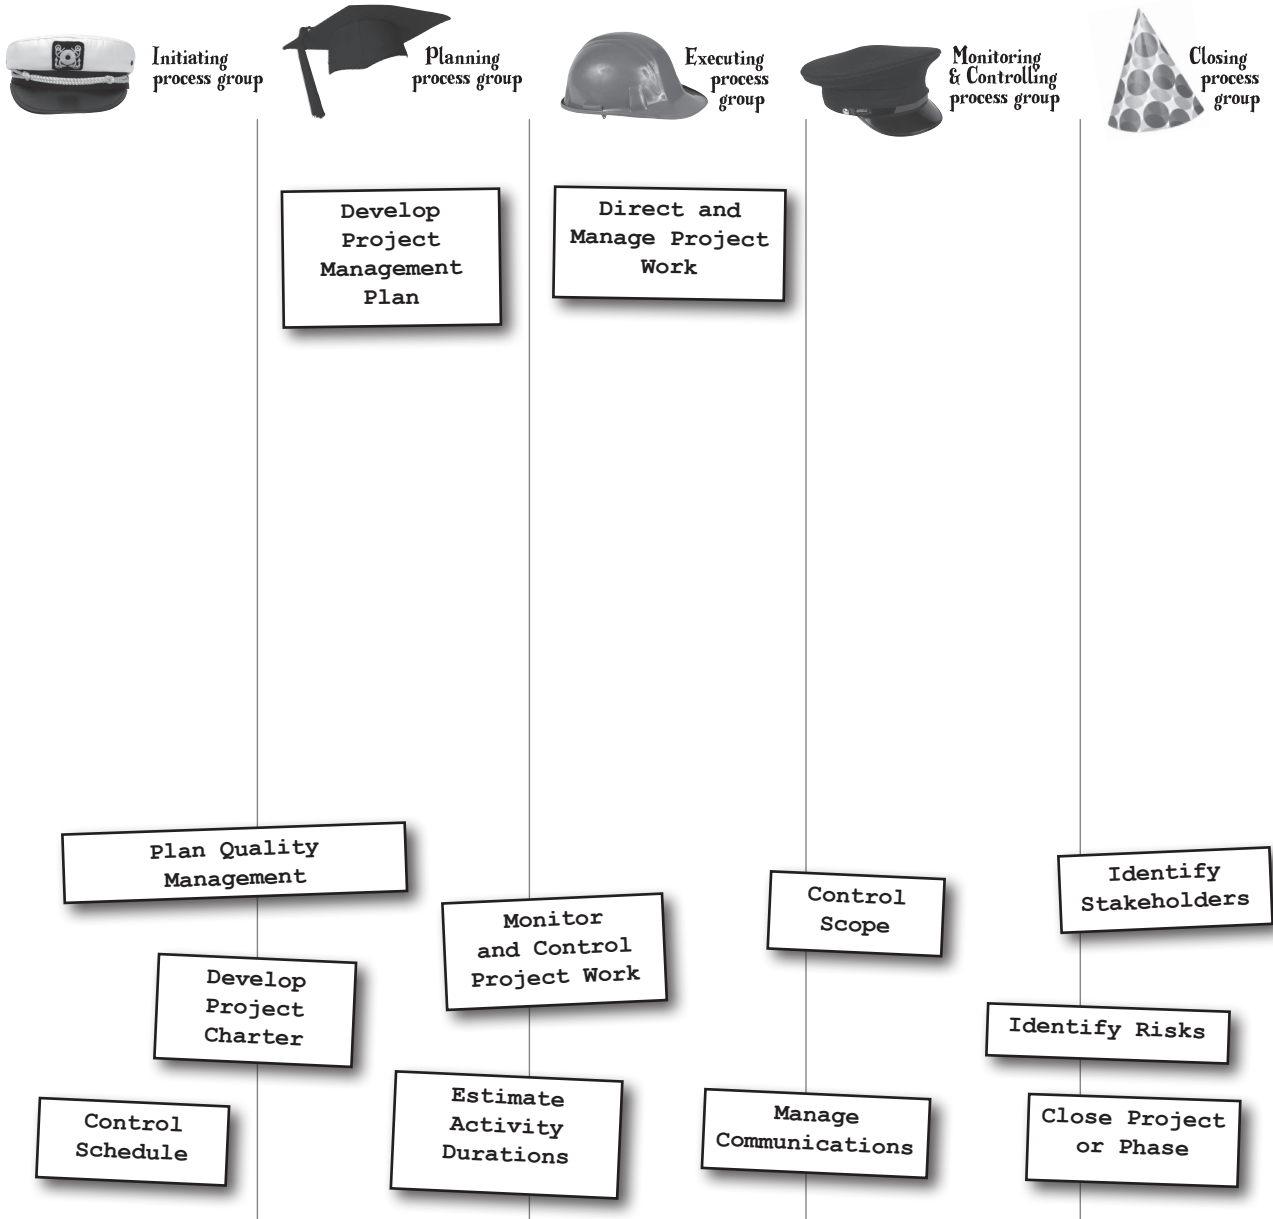 Initiating
process group
Planning
process group
Executing
process
group
Monitoring
& Controlling
process group
Closing
process
group
Develop
Project
Management
Plan
Direct and
Manage Project
Work
Plan Quality
Management
Monitor
and Control
Project Work
Control
Scope
Identify
Stakeholders
Develop
Project
Charter
Identify Risks
Control
Schedule
Estimate
Activity
Durations
Manage
Communications
Close Project
or Phase